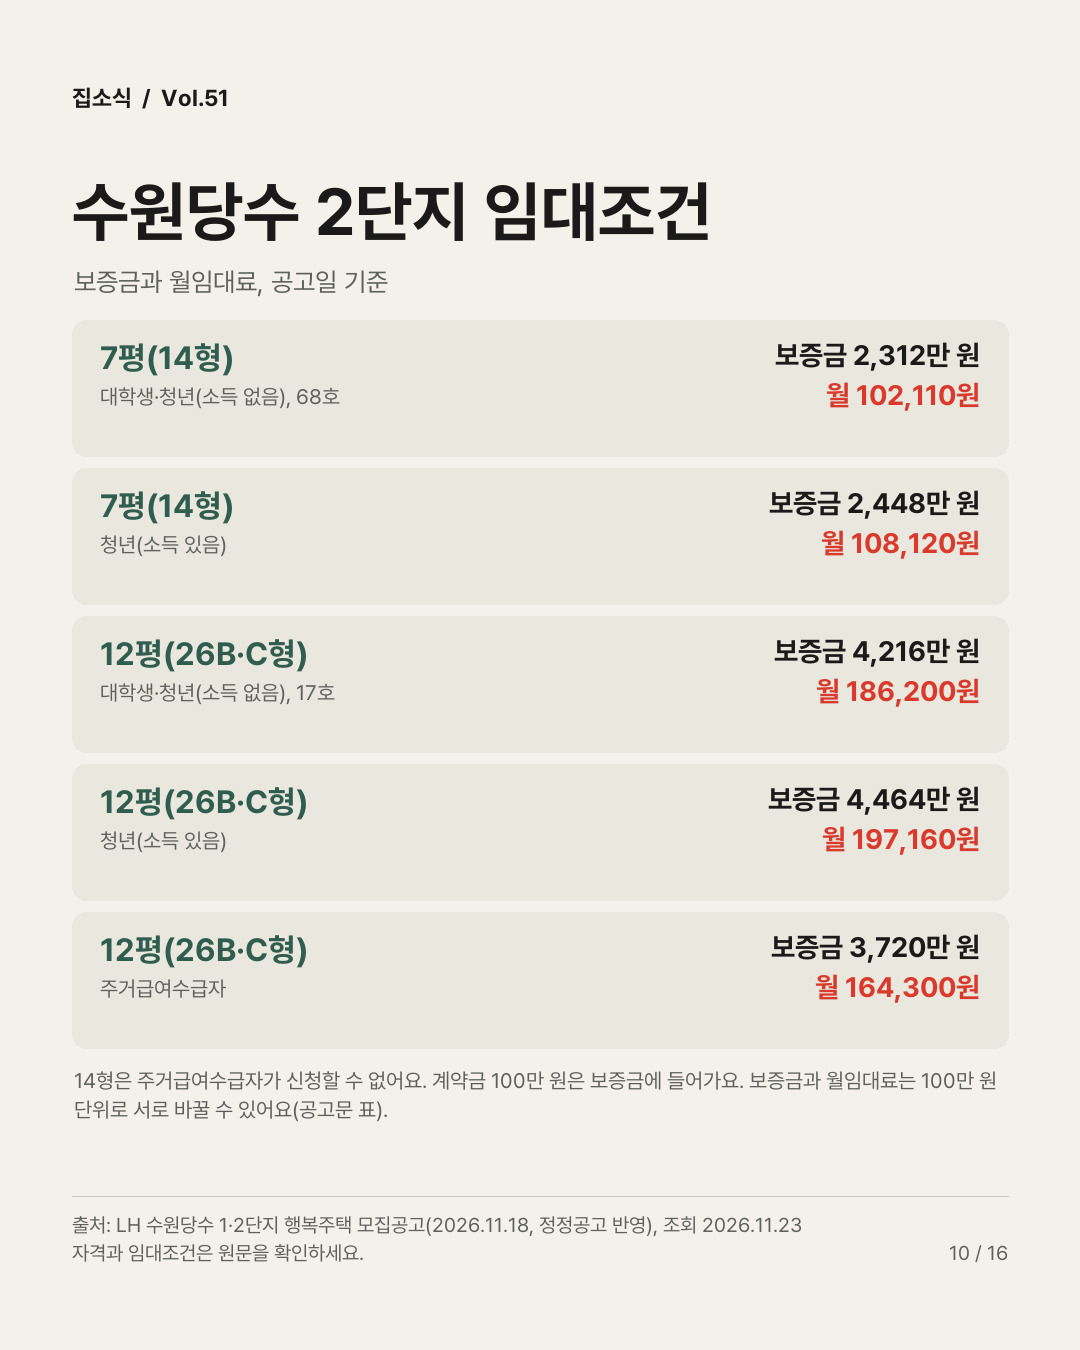 집소식 / Vol.51
수원당수 2단지 임대조건
보증금과 월임대료, 공고일 기준
7평(14형)
보증금 2,312만 원
대학생·청년(소득 없음), 68호
월 102,110원
7평(14형)
보증금 2,448만 원
청년(소득 있음)
월 108,120원
12평(26B·C형)
보증금 4,216만 원
대학생·청년(소득 없음), 17호
월 186,200원
12평(26B·C형)
보증금 4,464만 원
청년(소득 있음)
월 197,160원
12평(26B·C형)
보증금 3,720만 원
주거급여수급자
월 164,300원
14형은 주거급여수급자가 신청할 수 없어요. 계약금 100만 원은 보증금에 들어가요. 보증금과 월임대료는 100만 원
단위로 서로 바꿀 수 있어요(공고문 표).
출처: LH 수원당수 1·2단지 행복주택 모집공고(2026.11.18, 정정공고 반영), 조회 2026.11.23
자격과 임대조건은 원문을 확인하세요.
10 / 16